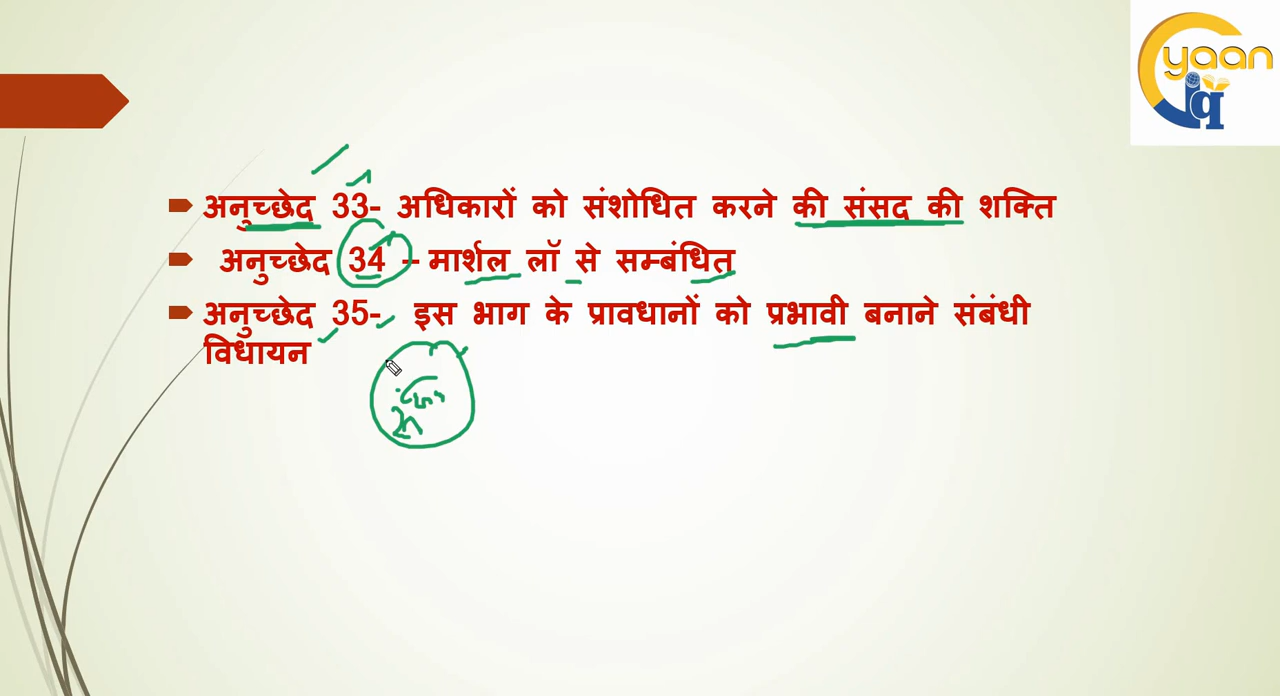 yaan
q
अनुच्छेद 33- अधिकारों को संशोधित करने की संसद की शक्ति
अनुच्छेद 34 – मार्शल लॉ से सम्बंधित
अनुच्छेद 35- इस भाग के प्रावधानों को प्रभावी बनाने संबंधी
विधायन